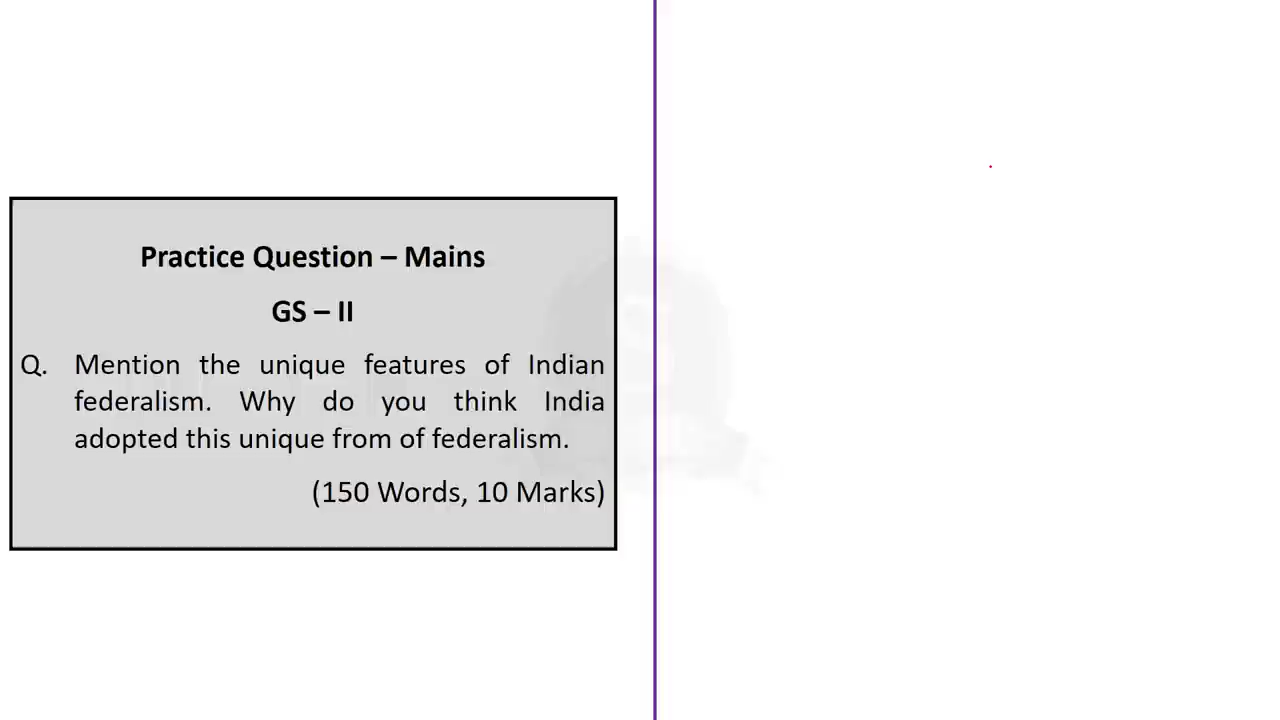 Practice Question – Mains
GS – II
Q. Mention the unique features of Indian
federalism. Why do you think India
adopted this unique from of federalism.
(150 Words, 10 Marks)